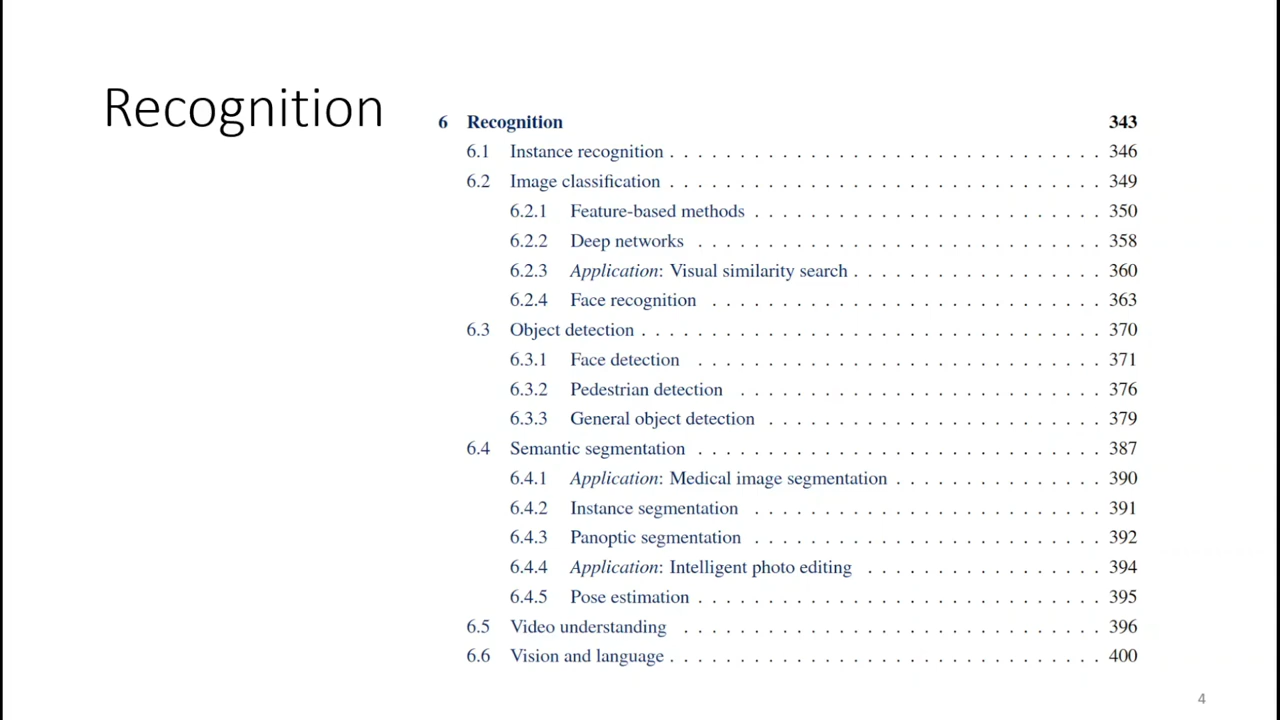 Recognition
6 Recognition 343
6.1 Instance recognition . . . . . . . . . . . . . . . . . . . . . . . . . . . . . . . 346
6.2 Image classification . . . . . . . . . . . . . . . . . . . . . . . . . . . . . . . 349
6.2.1 Feature-based methods . . . . . . . . . . . . . . . . . . . . . . . . . 350
6.2.2 Deep networks . . . . . . . . . . . . . . . . . . . . . . . . . . . . . 358
6.2.3 Application: Visual similarity search . . . . . . . . . . . . . . . . . . 360
6.2.4 Face recognition . . . . . . . . . . . . . . . . . . . . . . . . . . . . 363
6.3 Object detection . . . . . . . . . . . . . . . . . . . . . . . . . . . . . . . . . 370
6.3.1 Face detection . . . . . . . . . . . . . . . . . . . . . . . . . . . . . 371
6.3.2 Pedestrian detection . . . . . . . . . . . . . . . . . . . . . . . . . . 376
6.3.3 General object detection . . . . . . . . . . . . . . . . . . . . . . . . 379
6.4 Semantic segmentation . . . . . . . . . . . . . . . . . . . . . . . . . . . . . 387
6.4.1 Application: Medical image segmentation . . . . . . . . . . . . . . . 390
6.4.2 Instance segmentation . . . . . . . . . . . . . . . . . . . . . . . . . 391
6.4.3 Panoptic segmentation . . . . . . . . . . . . . . . . . . . . . . . . . 392
6.4.4 Application: Intelligent photo editing . . . . . . . . . . . . . . . . . 394
6.4.5 Pose estimation . . . . . . . . . . . . . . . . . . . . . . . . . . . . . 395
6.5 Video understanding . . . . . . . . . . . . . . . . . . . . . . . . . . . . . . 396
6.6 Vision and language . . . . . . . . . . . . . . . . . . . . . . . . . . . . . . . 400
4